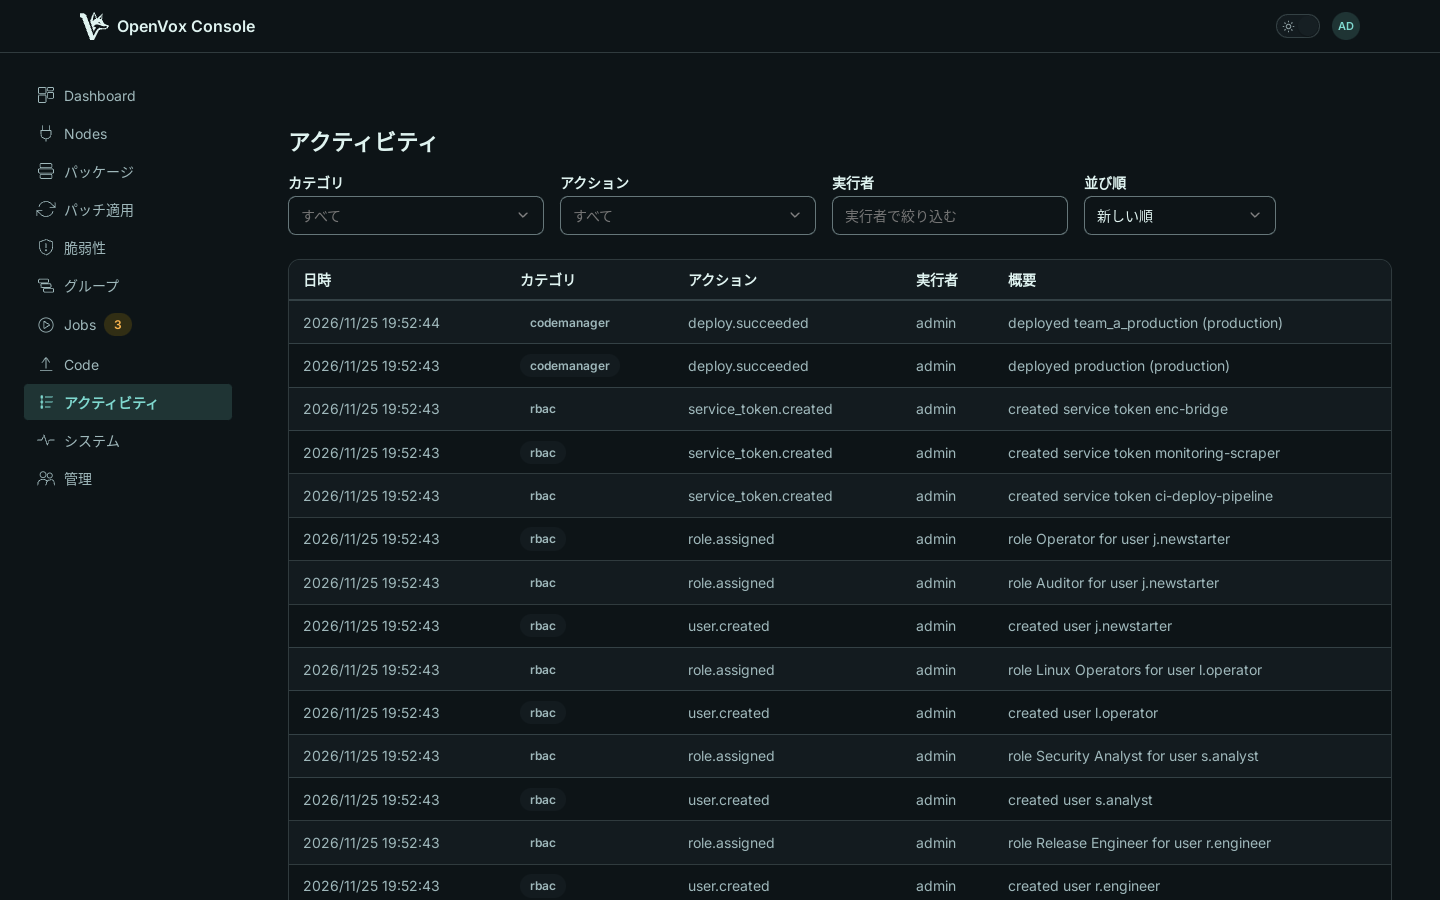 OpenVox Console
AD
Dashboard
Nodes
パッケージ
パッチ適用
脆弱性
グループ
Jobs 3
Code
アクティビティ
システム
管理
アクティビティ
カテゴリ アクション 実行者 並び順
すべて すべて 実行者で絞り込む 新しい順
日時 カテゴリ アクション 実行者 概要
2026/11/25 19:52:44 codemanager deploy.succeeded admin deployed team_a_production (production)
2026/11/25 19:52:43 codemanager deploy.succeeded admin deployed production (production)
2026/11/25 19:52:43 rbac service_token.created admin created service token enc-bridge
2026/11/25 19:52:43 rbac service_token.created admin created service token monitoring-scraper
2026/11/25 19:52:43 rbac service_token.created admin created service token ci-deploy-pipeline
2026/11/25 19:52:43 rbac role.assigned admin role Operator for user j.newstarter
2026/11/25 19:52:43 rbac role.assigned admin role Auditor for user j.newstarter
2026/11/25 19:52:43 rbac user.created admin created user j.newstarter
2026/11/25 19:52:43 rbac role.assigned admin role Linux Operators for user l.operator
2026/11/25 19:52:43 rbac user.created admin created user l.operator
2026/11/25 19:52:43 rbac role.assigned admin role Security Analyst for user s.analyst
2026/11/25 19:52:43 rbac user.created admin created user s.analyst
2026/11/25 19:52:43 rbac role.assigned admin role Release Engineer for user r.engineer
2026/11/25 19:52:43 rbac user.created admin created user r.engineer